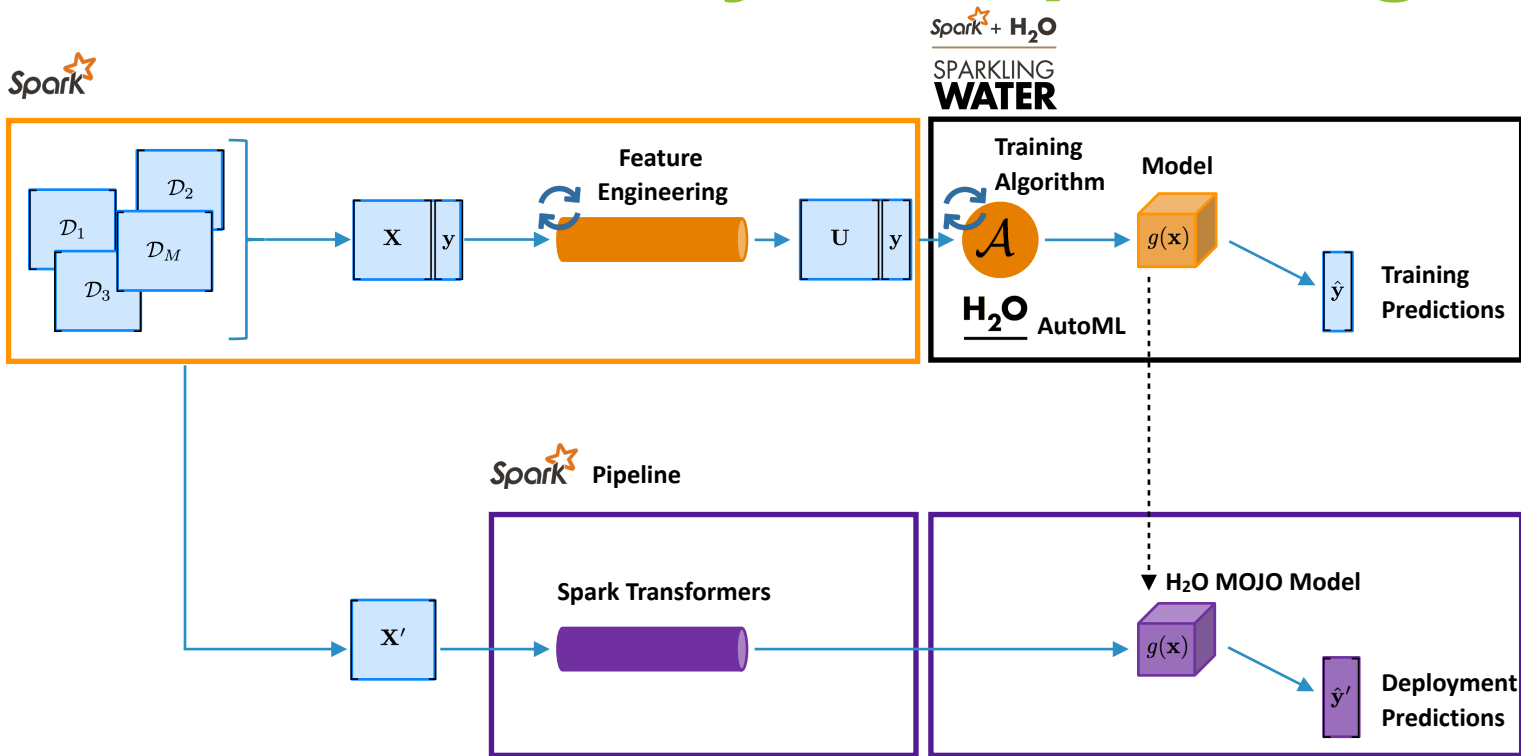 Spark + H₂O
SPARKLING
WATER
Spark
𝒟₁
𝒟₂
𝒟₃
𝒟_M
X y
Feature
Engineering
U y
Training
Algorithm
𝒜
H₂O AutoML
Model
g(x)
ŷ
Training
Predictions
Spark Pipeline
X′
Spark Transformers
H₂O MOJO Model
g(x)
ŷ′
Deployment
Predictions